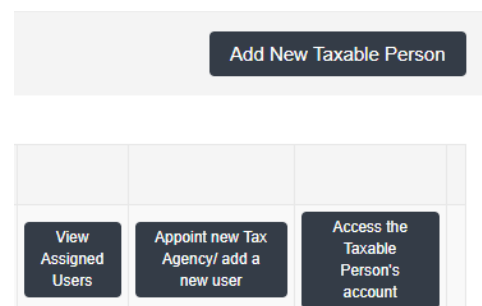 Add New Taxable Person
View
Assigned
Users
Appoint new Tax
Agency/ add a
new user
Access the
Taxable
Person's
account